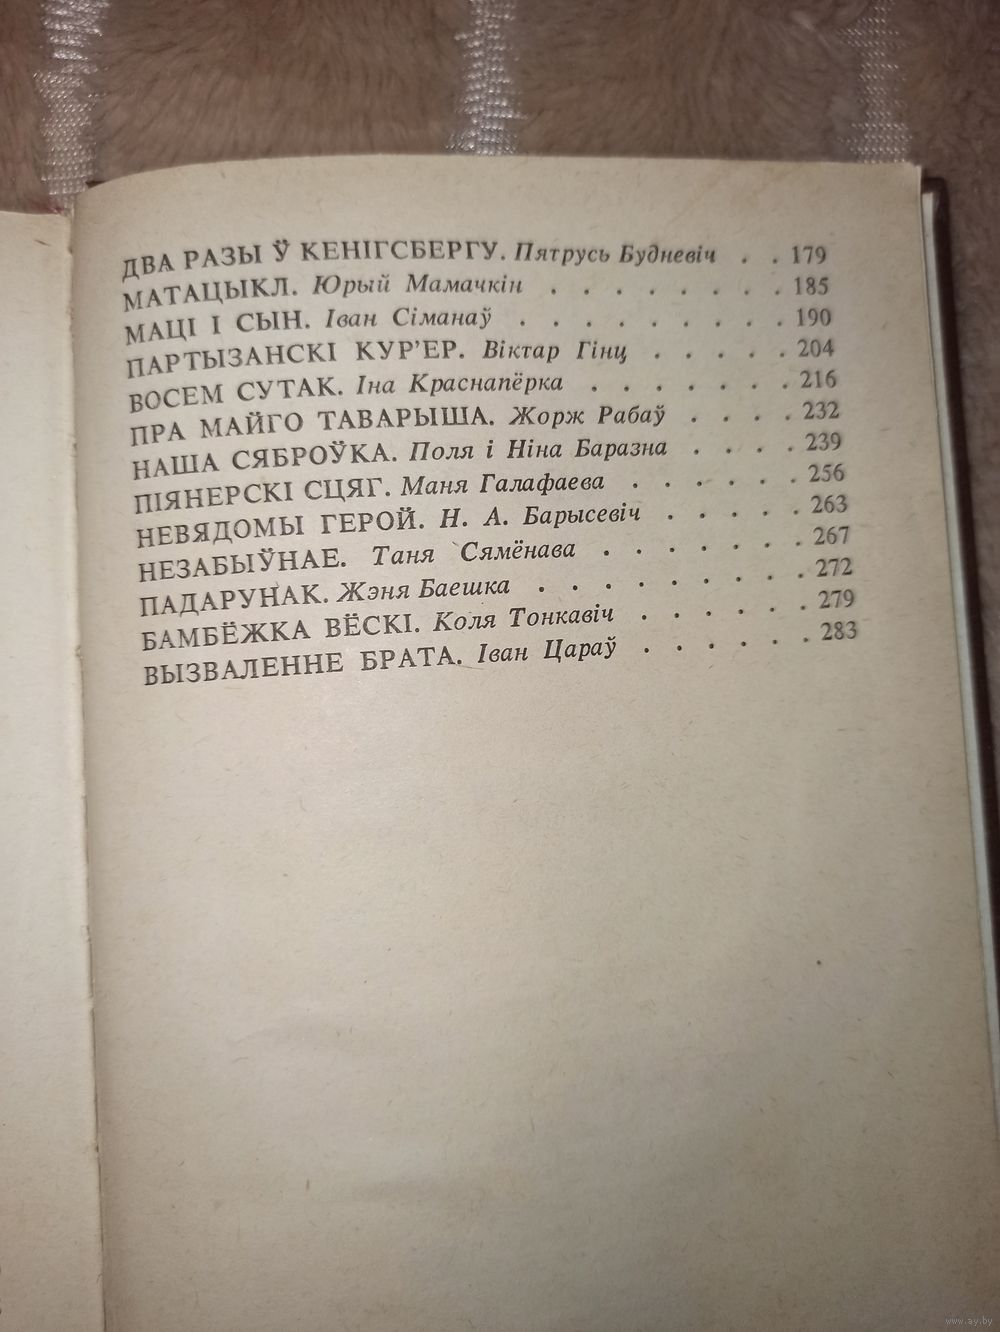 ДВА РАЗЫ Ў КЕНІГСБЕРГУ. Пятрусь Будневіч . . 179
МАТАЦЫКЛ. Юрый Мамачкін . . . . . . . . 185
МАЦІ І СЫН. Іван Сіманаў . . . . . . . . . 190
ПАРТЫЗАНСКІ КУР’ЕР. Віктар Гінц . . . . . 204
ВОСЕМ СУТАК. Іна Краснапёрка . . . . . . . 216
ПРА МАЙГО ТАВАРЫША. Жорж Рабаў . . . . 232
НАША СЯБРОЎКА. Поля і Ніна Баразна . . . . 239
ПІЯНЕРСКІ СЦЯГ. Маня Галафаева . . . . . . 256
НЕВЯДОМЫ ГЕРОЙ. Н. А. Барысевіч . . . . . 263
НЕЗАБЫЎНАЕ. Таня Сямёнава . . . . . . . 267
ПАДАРУНАК. Жэня Баешка . . . . . . . . . 272
БАМБЁЖКА ВЁСКІ. Коля Тонкавіч . . . . . . 279
ВЫЗВАЛЕННЕ БРАТА. Іван Цараў . . . . . . 283
www.ay.by